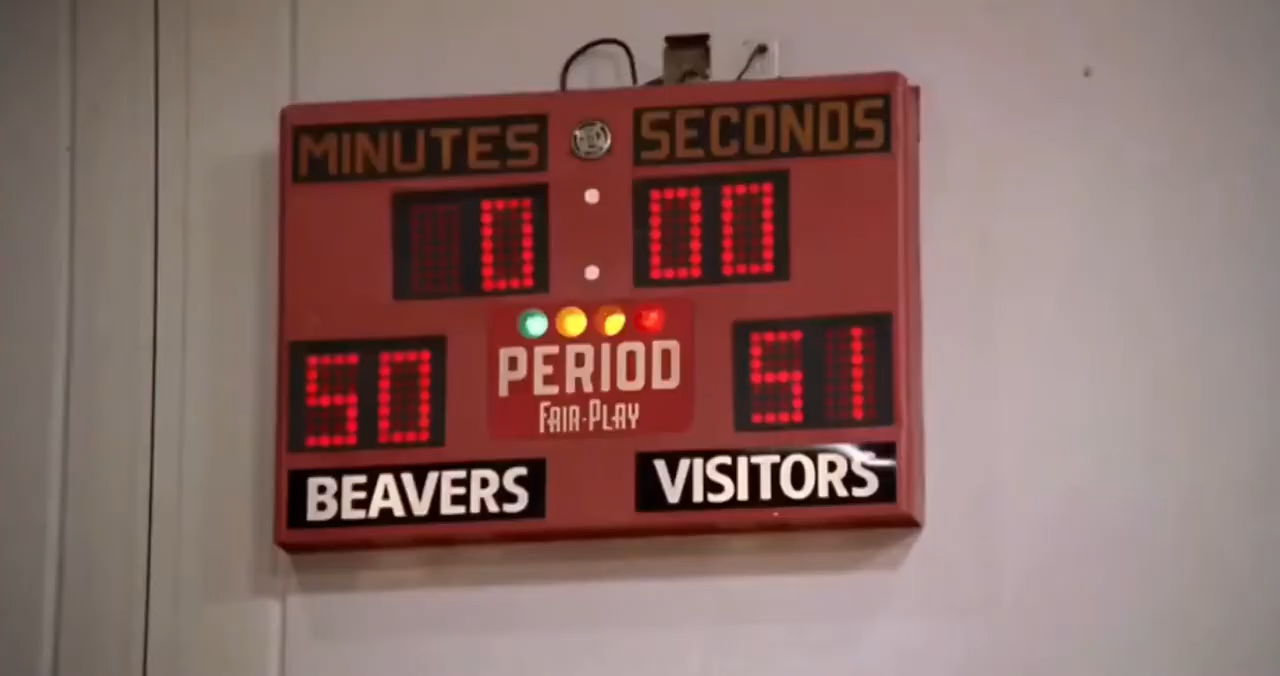 MINUTES SECONDS
0 : 00
50 PERIOD 51
FAIR-PLAY
BEAVERS VISITORS